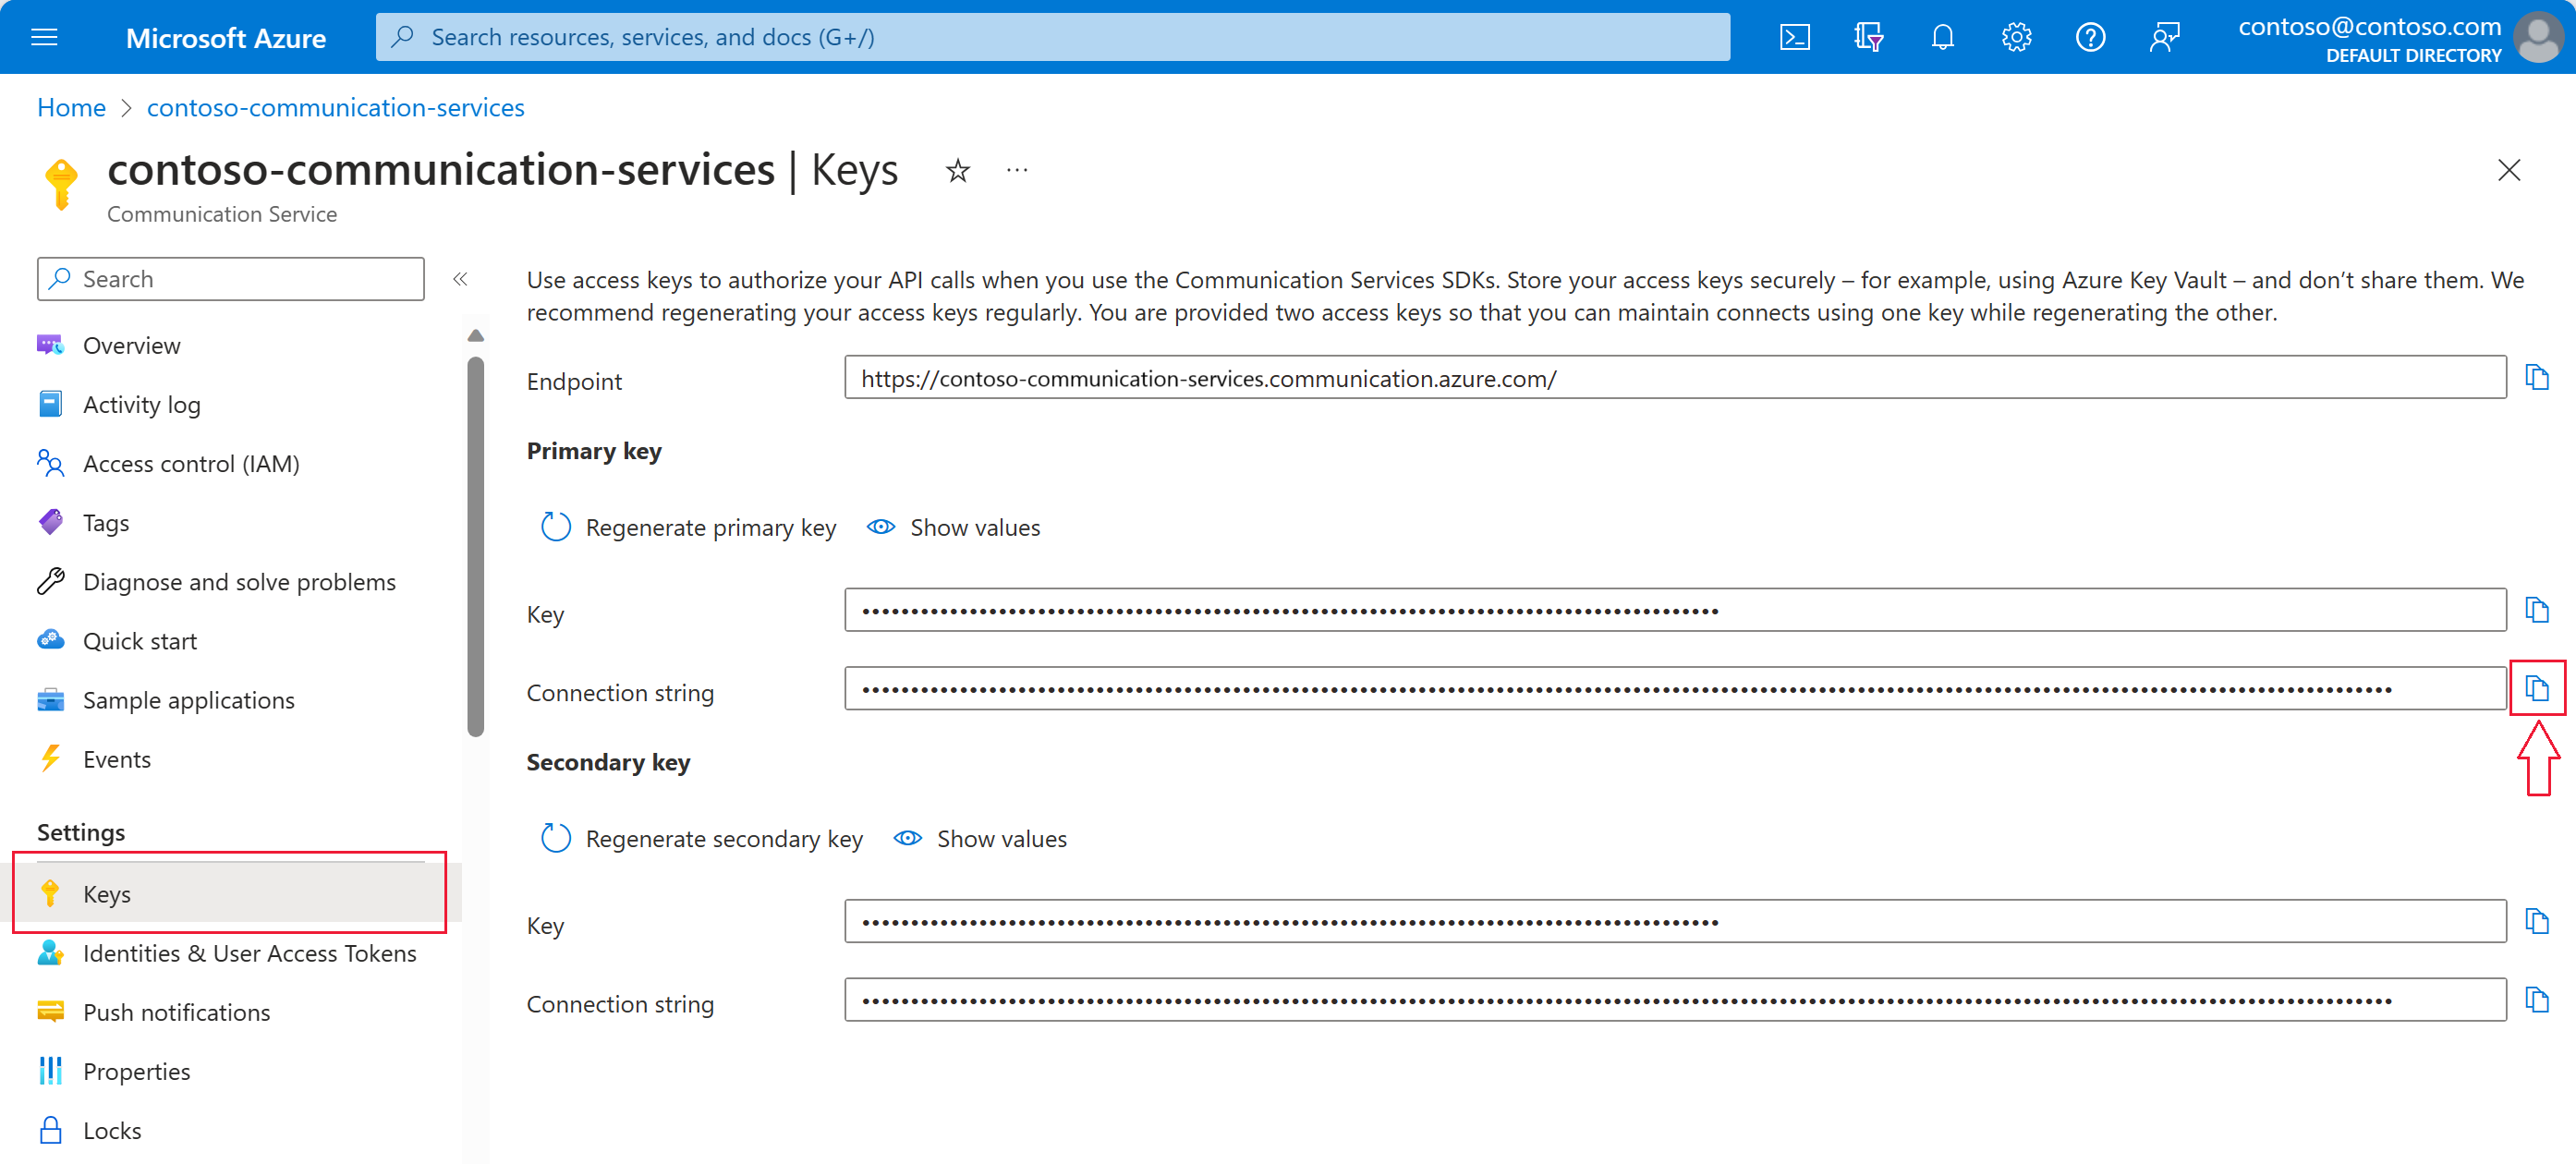 Microsoft Azure
Search resources, services, and docs (G+/)
contoso@contoso.com
DEFAULT DIRECTORY
Home > contoso-communication-services
contoso-communication-services | Keys
Communication Service
Search
Overview
Activity log
Access control (IAM)
Tags
Diagnose and solve problems
Quick start
Sample applications
Events
Settings
Keys
Identities & User Access Tokens
Push notifications
Properties
Locks
Use access keys to authorize your API calls when you use the Communication Services SDKs. Store your access keys securely – for example, using Azure Key Vault – and don’t share them. We
recommend regenerating your access keys regularly. You are provided two access keys so that you can maintain connects using one key while regenerating the other.
Endpoint
https://contoso-communication-services.communication.azure.com/
Primary key
Regenerate primary key
Show values
Key
Connection string
Secondary key
Regenerate secondary key
Show values
Key
Connection string